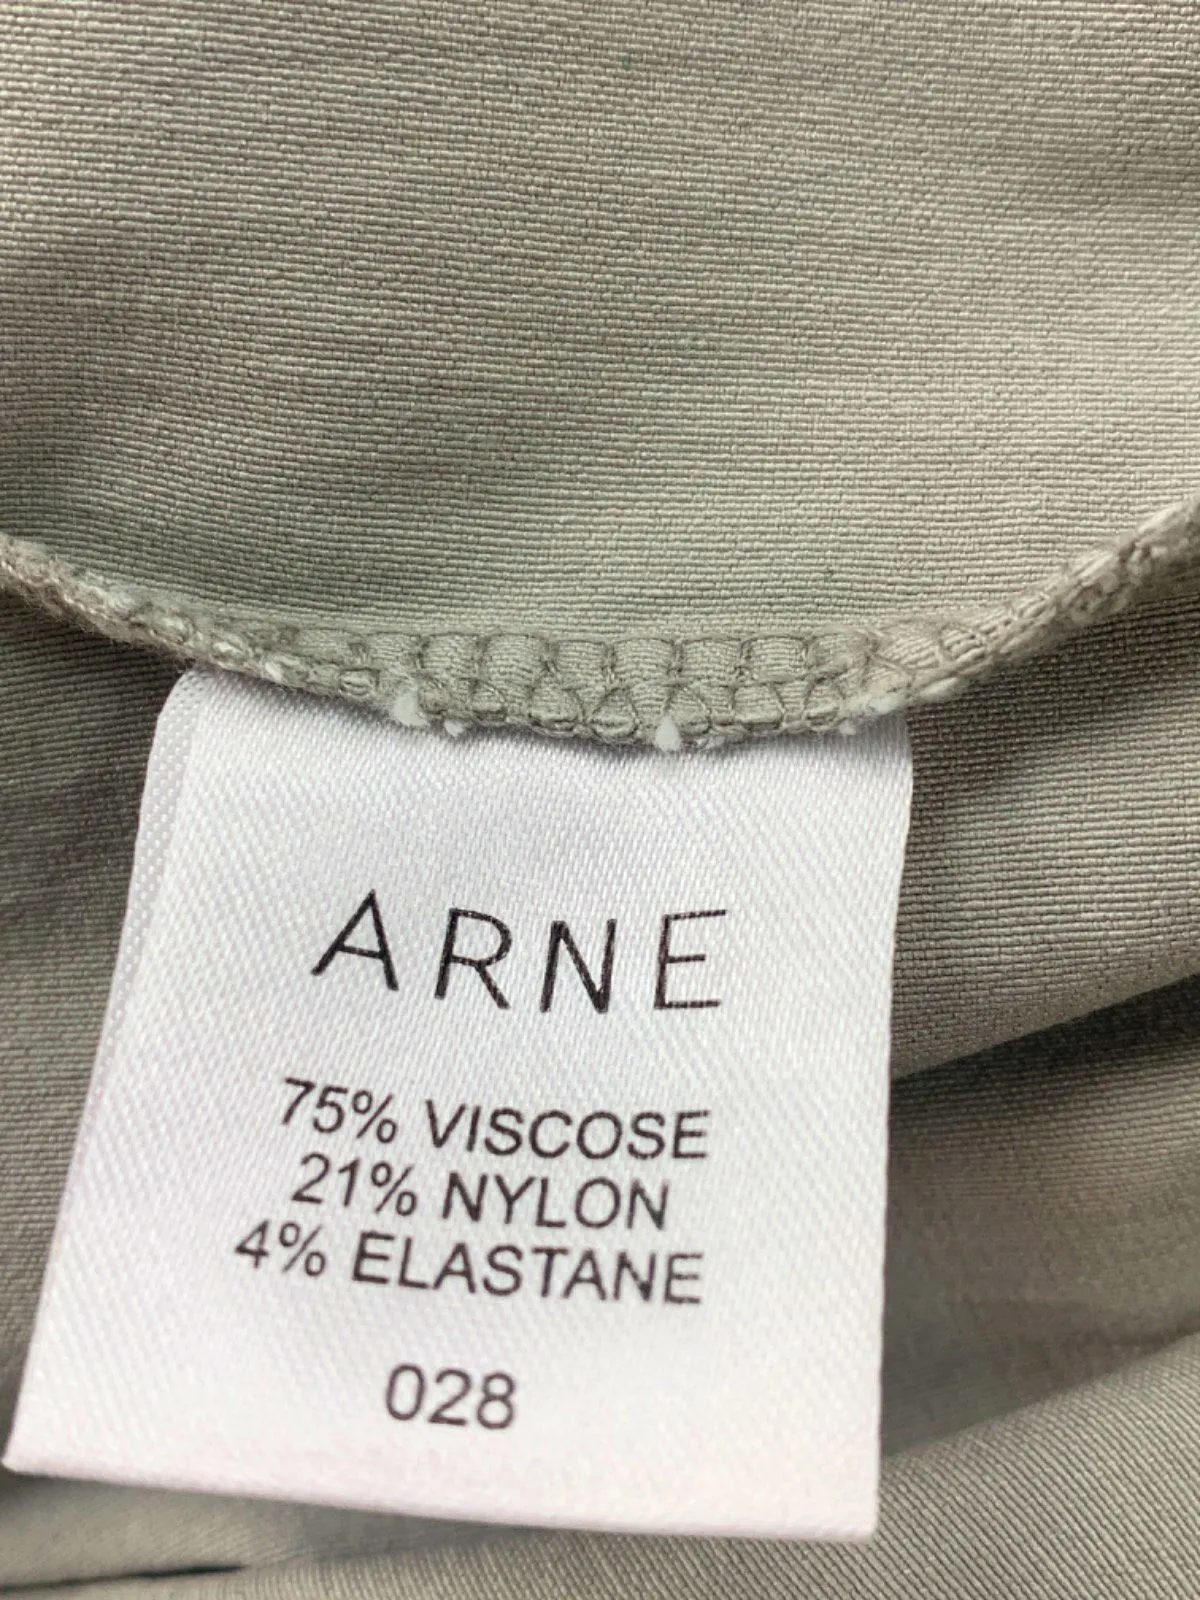 ARNE
75% VISCOSE
21% NYLON
4% ELASTANE
028